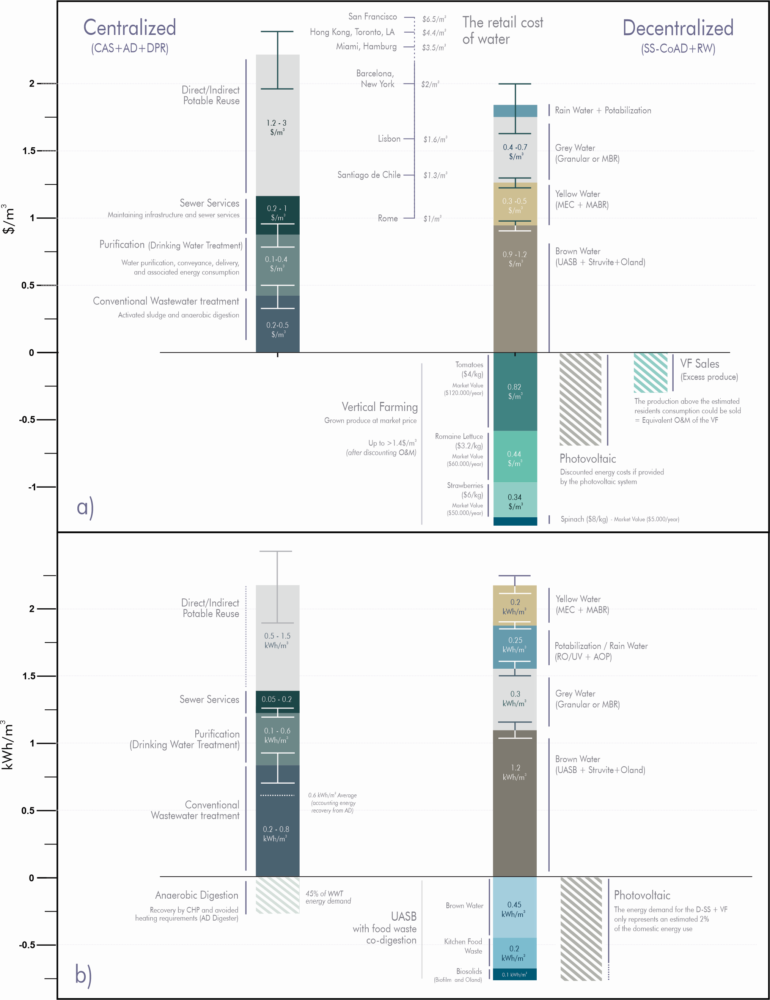 Centralized
(CAS+AD+DPR)
San Francisco
$6.5/m³
Hong Kong, Toronto, LA
$4.4/m³
Miami, Hamburg
$3.5/m³
Barcelona,
New York
$2/m³
Lisbon
$1.6/m³
Santiago de Chile
$1.3/m³
Rome
$1/m³
The retail cost
of water
Decentralized
(SS-CoAD+RW)
$/m³
2
1.5
1
0.5
0
-0.5
-1
Direct/Indirect
Potable Reuse
1.2 - 3
$/m³
Sewer Services
Maintaining infrastructure and sewer services
0.2 - 1
$/m³
Purification (Drinking Water Treatment)
Water purification, conveyance, delivery,
and associated energy consumption
0.1-0.4
$/m³
Conventional Wastewater treatment
Activated sludge and anaerobic digestion
0.2-0.5
$/m³
Rain Water + Potabilization
0.4 -0.7
$/m³
Grey Water
(Granular or MBR)
0.3 -0.5
$/m³
Yellow Water
(MEC + MABR)
0.9 -1.2
$/m³
Brown Water
(UASB + Struvite+Oland)
Vertical Farming
Grown produce at market price
Up to >1.4$/m³
(after discounting O&M)
Tomatoes
($4/kg)
Market Value
($120.000/year)
0.82
$/m³
Romaine Lettuce
($3.2/kg)
Market Value
($60.000/year)
0.44
$/m³
Strawberries
($6/kg)
Market Value
($50.000/year)
0.34
$/m³
Spinach ($8/kg) - Market Value ($5.000/year)
Photovoltaic
Discounted energy costs if provided
by the photovoltaic system
VF Sales
(Excess produce)
The production above the estimated
residents consumption could be sold
= Equivalent O&M of the VF
a)
kWh/m³
2
1.5
1
0.5
0
-0.5
Direct/Indirect
Potable Reuse
0.5 - 1.5
kWh/m³
Sewer Services
0.05 - 0.2
Purification
(Drinking Water Treatment)
0.1 - 0.6
kWh/m³
Conventional
Wastewater treatment
0.2 - 0.8
kWh/m³
0.6 kWh/m³ Average
(accounting energy
recovery from AD)
Anaerobic Digestion
Recovery by CHP and avoided
heating requirements (AD Digester)
45% of WWT
energy demand
0.2
kWh/m³
Yellow Water
(MEC + MABR)
0.25
kWh/m³
Potabilization / Rain Water
(RO/UV + AOP)
0.3
kWh/m³
Grey Water
(Granular or MBR)
1.2
kWh/m³
Brown Water
(UASB + Struvite+Oland)
UASB
with food waste
co-digestion
Brown Water
0.45
kWh/m³
Kitchen Food
Waste
0.2
kWh/m³
Biosolids
(Biofilm and Oland)
0.1 kWh/m³
Photovoltaic
The energy demand for the D-SS + VF
only represents an estimated 2%
of the domestic energy use
b)